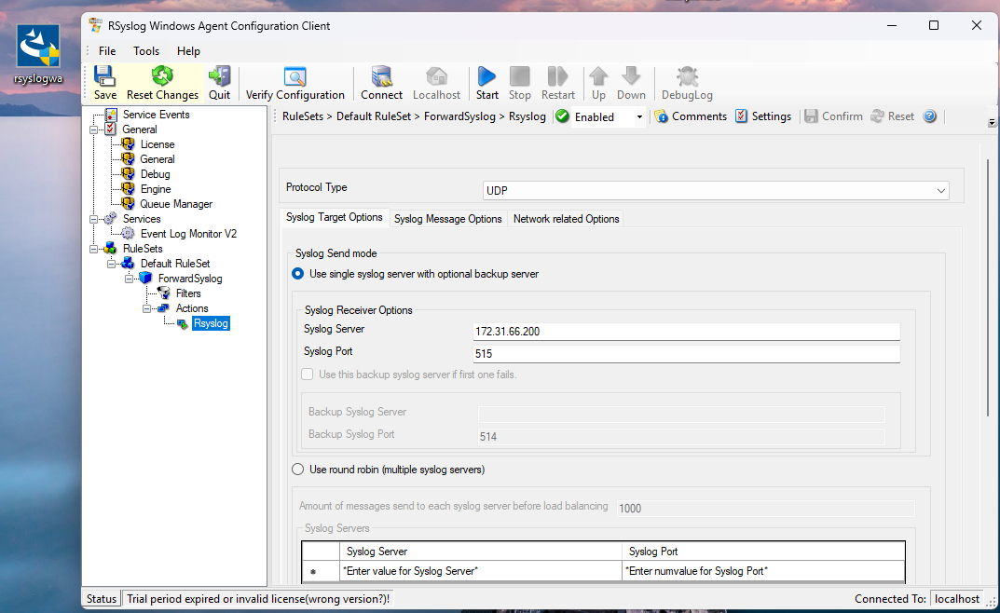 rsyslogwa
RSyslog Windows Agent Configuration Client
File Tools Help
Save Reset Changes Quit Verify Configuration Connect Localhost Start Stop Restart Up Down DebugLog
Service Events
General
License
General
Debug
Engine
Queue Manager
Services
Event Log Monitor V2
RuleSets
Default RuleSet
ForwardSyslog
Filters
Actions
Rsyslog
RuleSets > Default RuleSet > ForwardSyslog > Rsyslog Enabled Comments Settings Confirm Reset
Protocol Type UDP
Syslog Target Options Syslog Message Options Network related Options
Syslog Send mode
Use single syslog server with optional backup server
Syslog Receiver Options
Syslog Server 172.31.66.200
Syslog Port 515
Use this backup syslog server if first one fails.
Backup Syslog Server
Backup Syslog Port 514
Use round robin (multiple syslog servers)
Amount of messages send to each syslog server before load balancing 1000
Syslog Servers
Syslog Server Syslog Port
* "Enter value for Syslog Server" "Enter numvalue for Syslog Port"
Status Trial period expired or invalid license(wrong version?)! Connected To: localhost